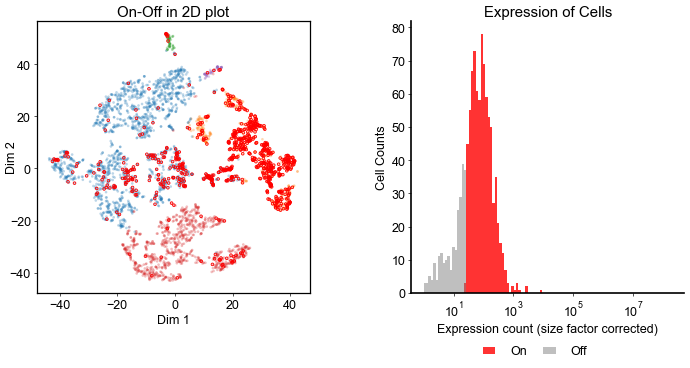 On-Off in 2D plot
40
20
0
−20
−40
−40 −20 0 20 40
Dim 2
Dim 1
Expression of Cells
80
70
60
50
40
30
20
10
0
10^1 10^3 10^5 10^7
Cell Counts
Expression count (size factor corrected)
On Off